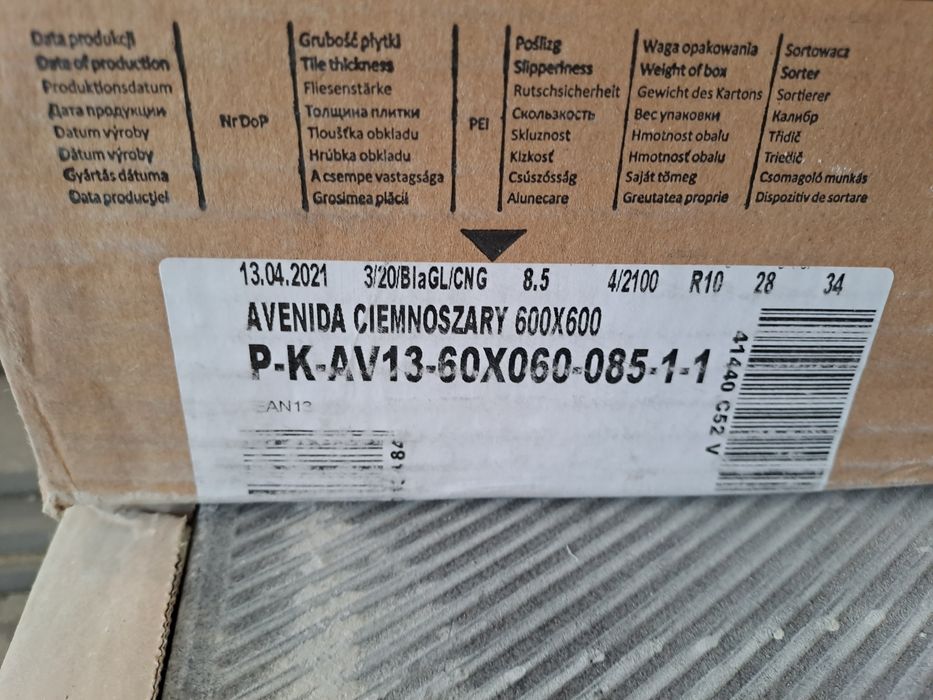 Data produkcji
Date of production
Produktionsdatum
Дата продукции
Datum výroby
Dátum výroby
Gyártás dátuma
Data producţiei
Nr DoP
Grubość płytki
Tile thickness
Fliesenstärke
Толщина плитки
Tloušťka obkladu
Hrúbka obkladu
A csempe vastagsága
Grosimea plăcii
PEI
Poślizg
Slipperiness
Rutschsicherheit
Скользкость
Skluznost
Klzkosť
Csúszósság
Alunecare
Waga opakowania
Weight of box
Gewicht des Kartons
Вес упаковки
Hmotnost obalu
Hmotnosť obalu
Saját tömeg
Greutatea proprie
Sortowacz
Sorter
Sortierer
Калибр
Třídič
Triedič
Csomagoló munkás
Dispozitiv de sortare
13.04.2021 3/20/BIaGL/CNG 8.5 4/2100 R10 28 34
AVENIDA CIEMNOSZARY 600X600
P-K-AV13-60X060-085-1-1
EAN13
41440 C52 V